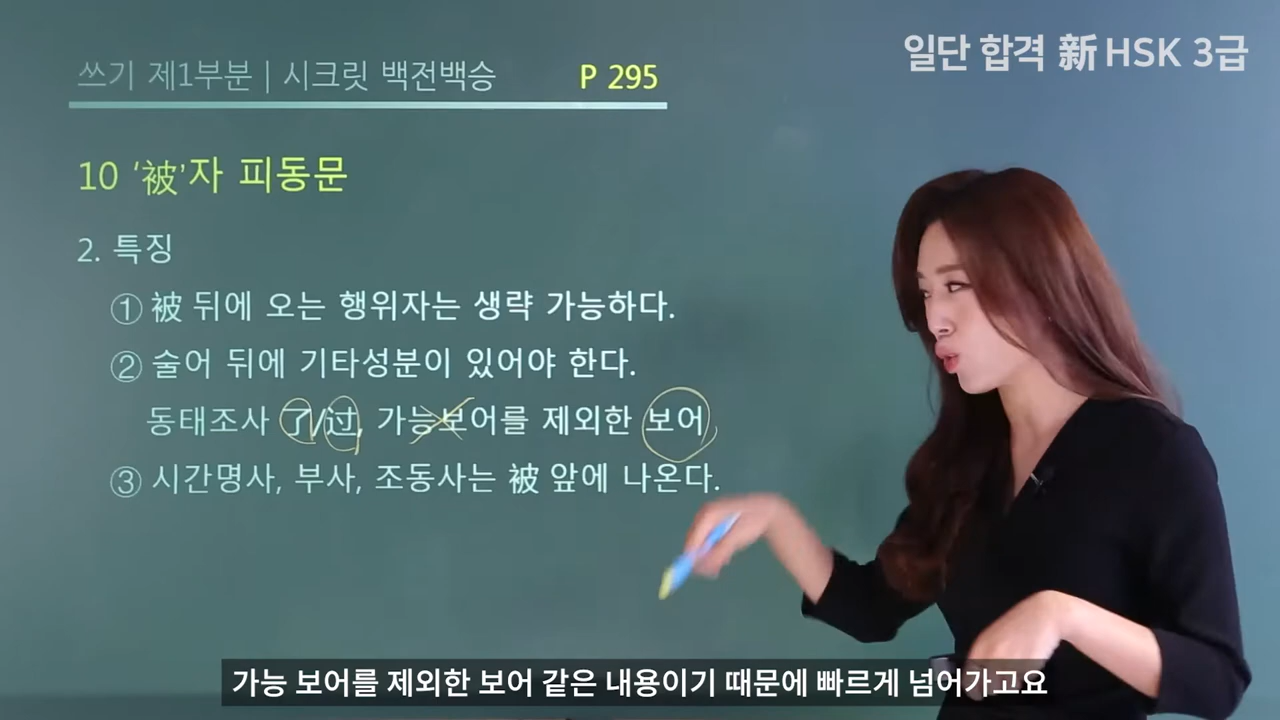 일단 합격 新 HSK 3급
쓰기 제1부분 | 시크릿 백전백승 P 295
10 ‘被’자 피동문
2. 특징
① 被 뒤에 오는 행위자는 생략 가능하다.
② 술어 뒤에 기타성분이 있어야 한다.
동태조사 了/过, 가능보어를 제외한 보어
③ 시간명사, 부사, 조동사는 被 앞에 나온다.
가능 보어를 제외한 보어 같은 내용이기 때문에 빠르게 넘어가고요